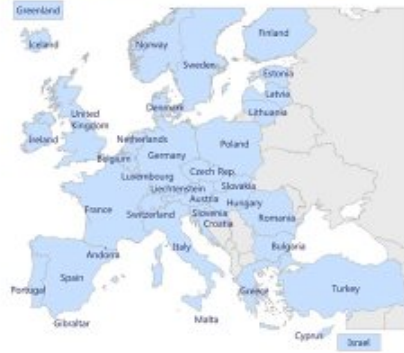 Greenland
Iceland
Norway
Finland
Sweden
Estonia
Latvia
Denmark
Lithuania
United
Kingdom
Ireland
Netherlands
Poland
Belgium
Germany
Luxembourg
Czech Rep.
Liechtenstein
Slovakia
Austria
France
Switzerland
Slovenia
Hungary
Croatia
Romania
Italy
Bulgaria
Andorra
Spain
Portugal
Greece
Turkey
Gibraltar
Malta
Cyprus
Israel